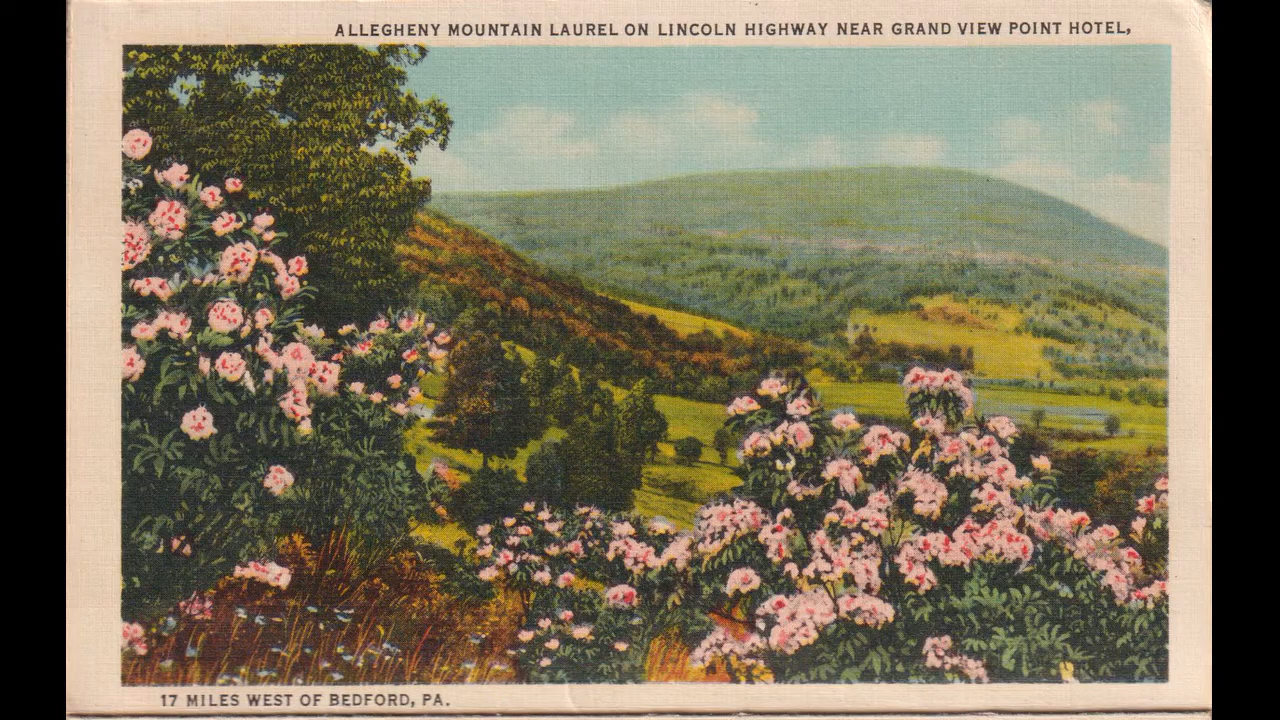 ALLEGHENY MOUNTAIN LAUREL ON LINCOLN HIGHWAY NEAR GRAND VIEW POINT HOTEL,
17 MILES WEST OF BEDFORD, PA.